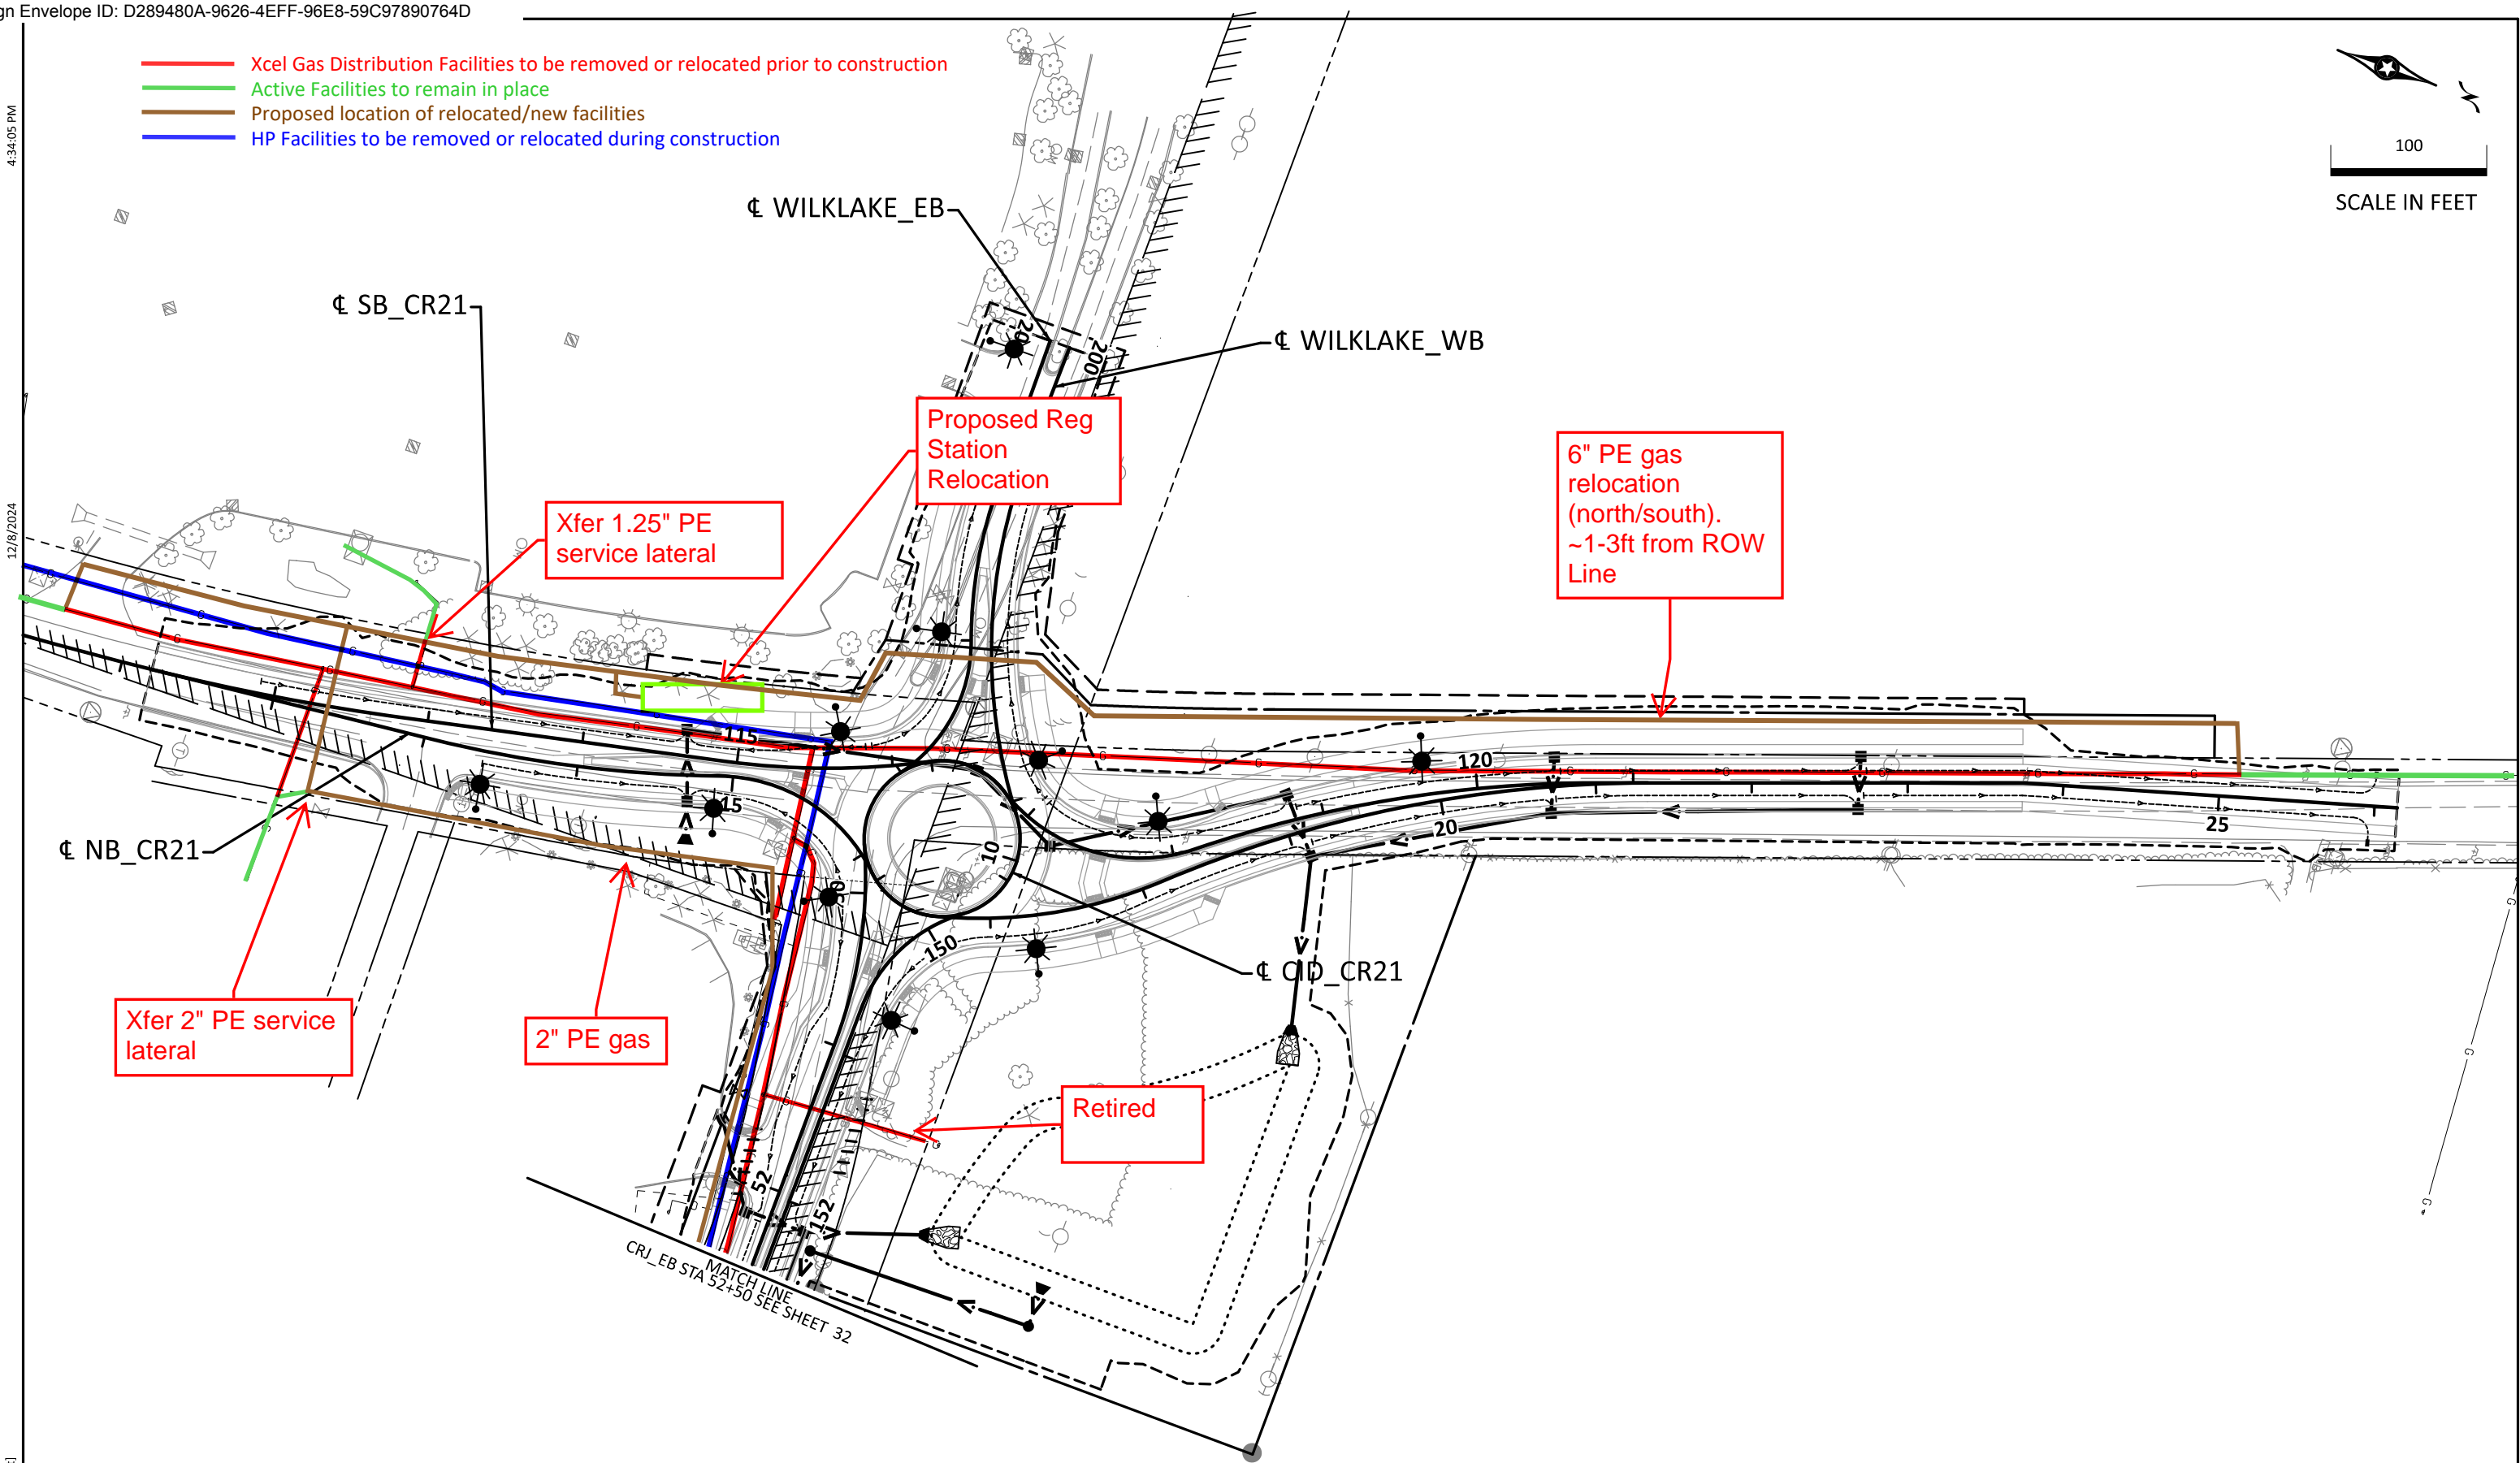 gn Envelope ID: D289480A-9626-4EFF-96E8-59C97890764D
Xcel Gas Distribution Facilities to be removed or relocated prior to construction
Active Facilities to remain in place
Proposed location of relocated/new facilities
HP Facilities to be removed or relocated during construction
4:34:05 PM
12/8/2024
100
SCALE IN FEET
℄ WILKLAKE_EB
℄ SB_CR21
℄ WILKLAKE_WB
200
Proposed Reg
Station
Relocation
6" PE gas
relocation
(north/south).
~1-3ft from ROW
Line
Xfer 1.25" PE
service lateral
115
120
15
20
25
10
℄ NB_CR21
150
℄ CID_CR21
Xfer 2" PE service
lateral
2" PE gas
Retired
52
152
MATCH LINE
CRJ_EB STA 52+50 SEE SHEET 32